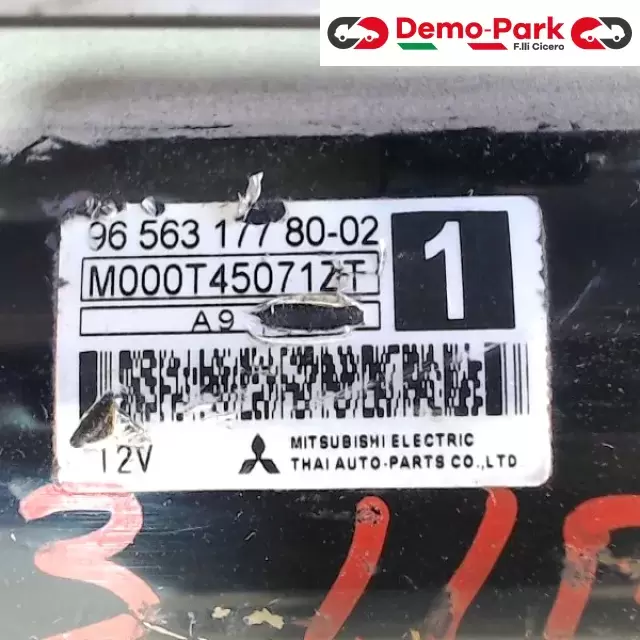 Demo-Park
F.lli Cicero
96 563 177 80-02
1
M000T45071ZT
A9
12V
MITSUBISHI ELECTRIC
THAI AUTO-PARTS CO., LTD